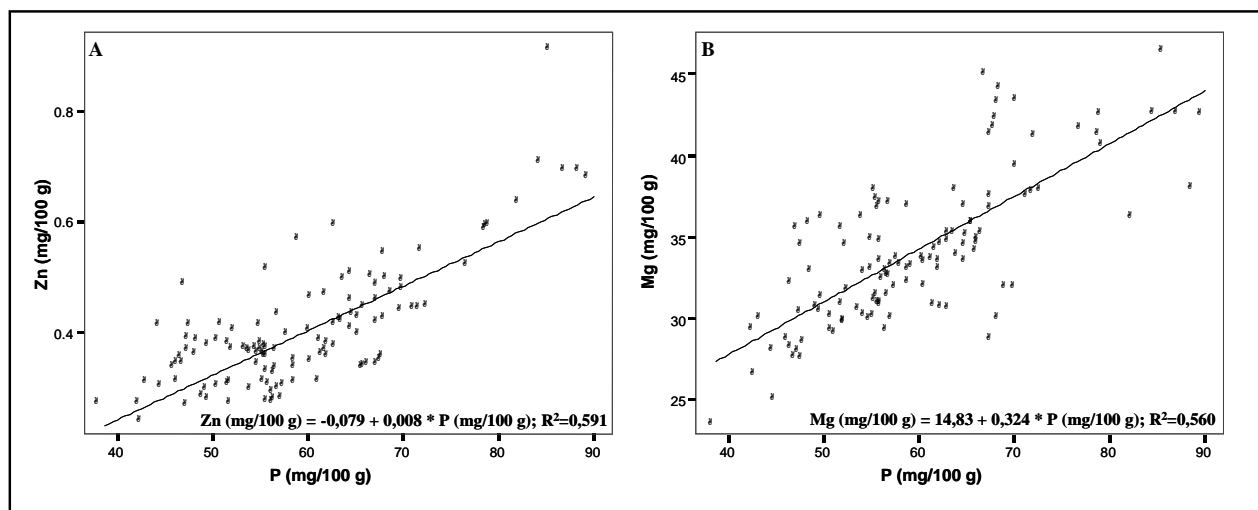 A
Zn (mg/100 g)
0.8
0.6
0.4
Zn (mg/100 g) = -0,079 + 0,008 * P (mg/100 g); R²=0,591
40 50 60 70 80 90
P (mg/100 g)
B
Mg (mg/100 g)
45
40
35
30
25
Mg (mg/100 g) = 14,83 + 0,324 * P (mg/100 g); R²=0,560
40 50 60 70 80 90
P (mg/100 g)